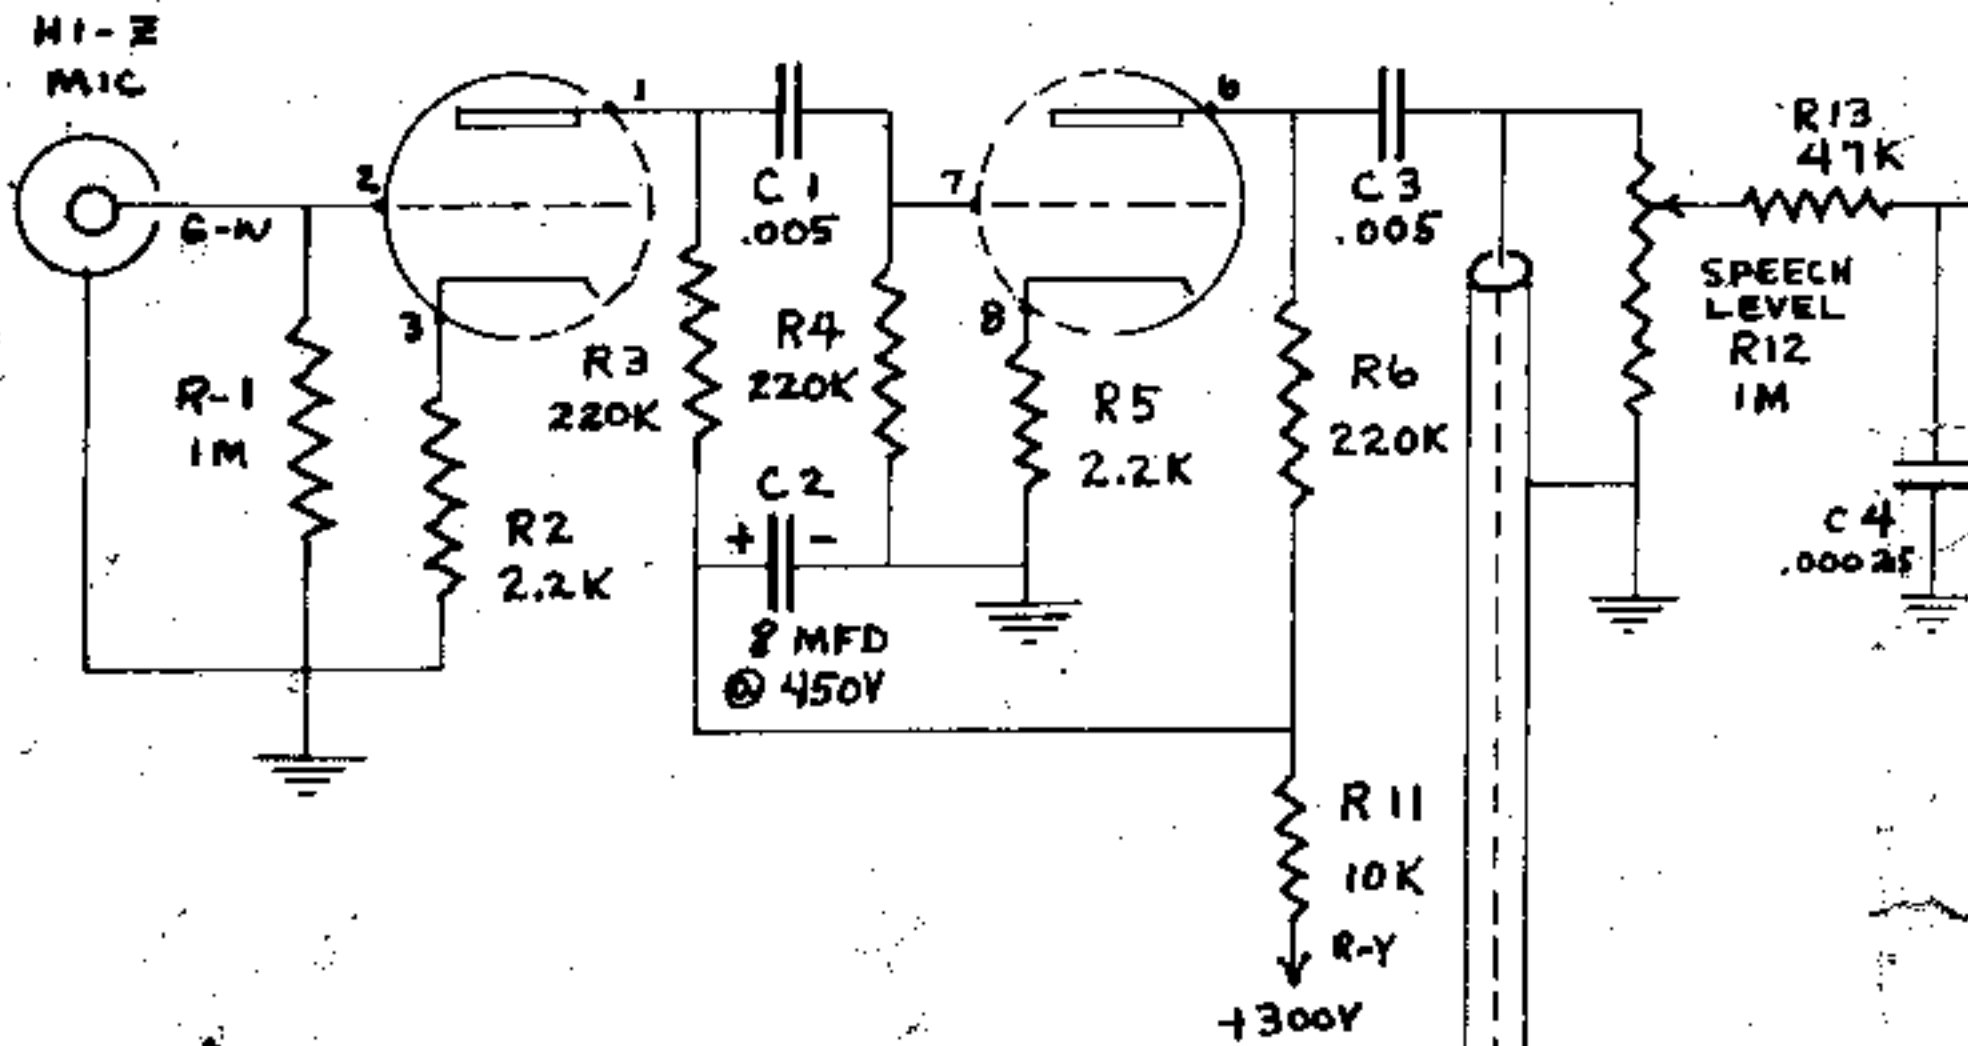 HI-Z
MIC
G-W
2
1
3
R-1
1M
R2
2.2K
R3
220K
C1
.005
R4
220K
C2
+ -
8 MFD
@ 450V
7
6
8
R5
2.2K
C3
.005
R6
220K
R11
10K
R-Y
+300V
R13
47K
SPEECH
LEVEL
R12
1M
C4